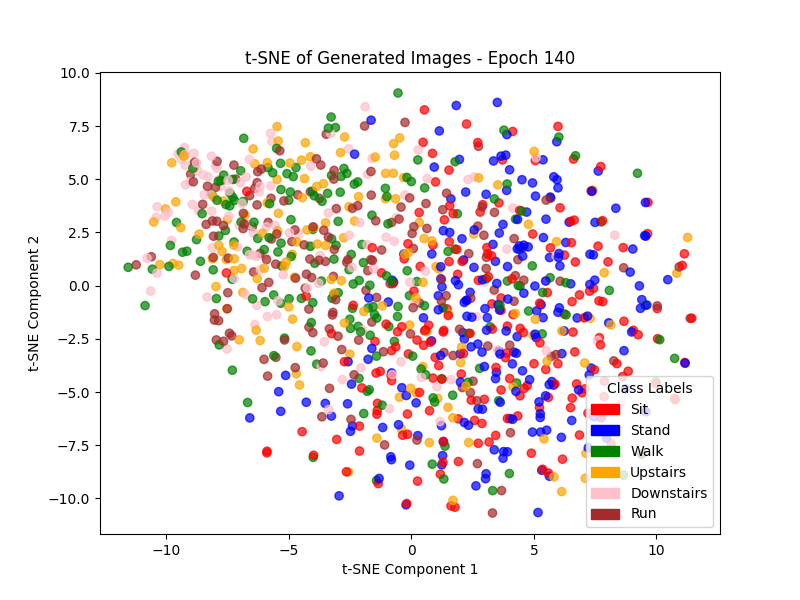 t-SNE of Generated Images - Epoch 140
10.0
7.5
5.0
2.5
0.0
−2.5
−5.0
−7.5
−10.0
t-SNE Component 2
−10
−5
0
5
10
t-SNE Component 1
Class Labels
Sit
Stand
Walk
Upstairs
Downstairs
Run